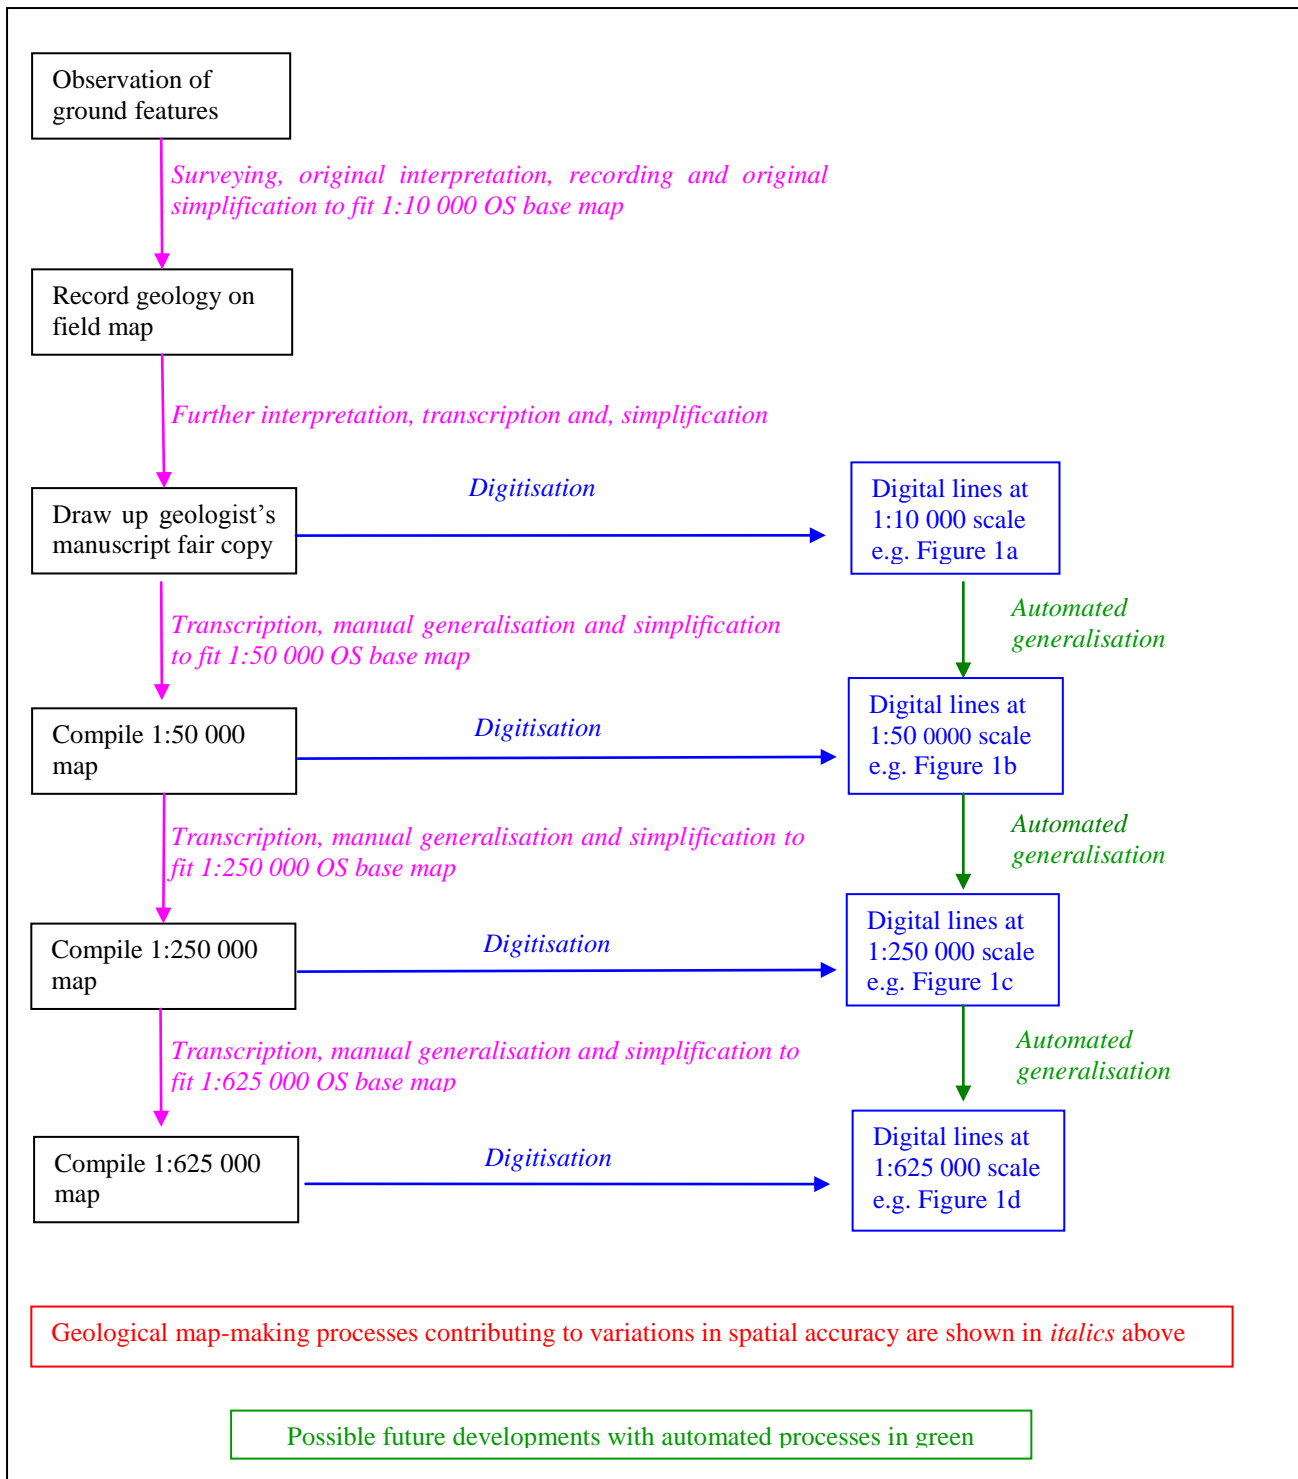 Observation of
ground features
Surveying, original interpretation, recording and original
simplification to fit 1:10 000 OS base map
Record geology on
field map
Further interpretation, transcription and, simplification
Draw up geologist’s
manuscript fair copy
Digitisation
Digital lines at
1:10 000 scale
e.g. Figure 1a
Transcription, manual generalisation and simplification
to fit 1:50 000 OS base map
Automated
generalisation
Compile 1:50 000
map
Digitisation
Digital lines at
1:50 0000 scale
e.g. Figure 1b
Transcription, manual generalisation and simplification to
fit 1:250 000 OS base map
Automated
generalisation
Compile 1:250 000
map
Digitisation
Digital lines at
1:250 000 scale
e.g. Figure 1c
Transcription, manual generalisation and simplification to
fit 1:625 000 OS base map
Automated
generalisation
Compile 1:625 000
map
Digitisation
Digital lines at
1:625 000 scale
e.g. Figure 1d
Geological map-making processes contributing to variations in spatial accuracy are shown in italics above
Possible future developments with automated processes in green